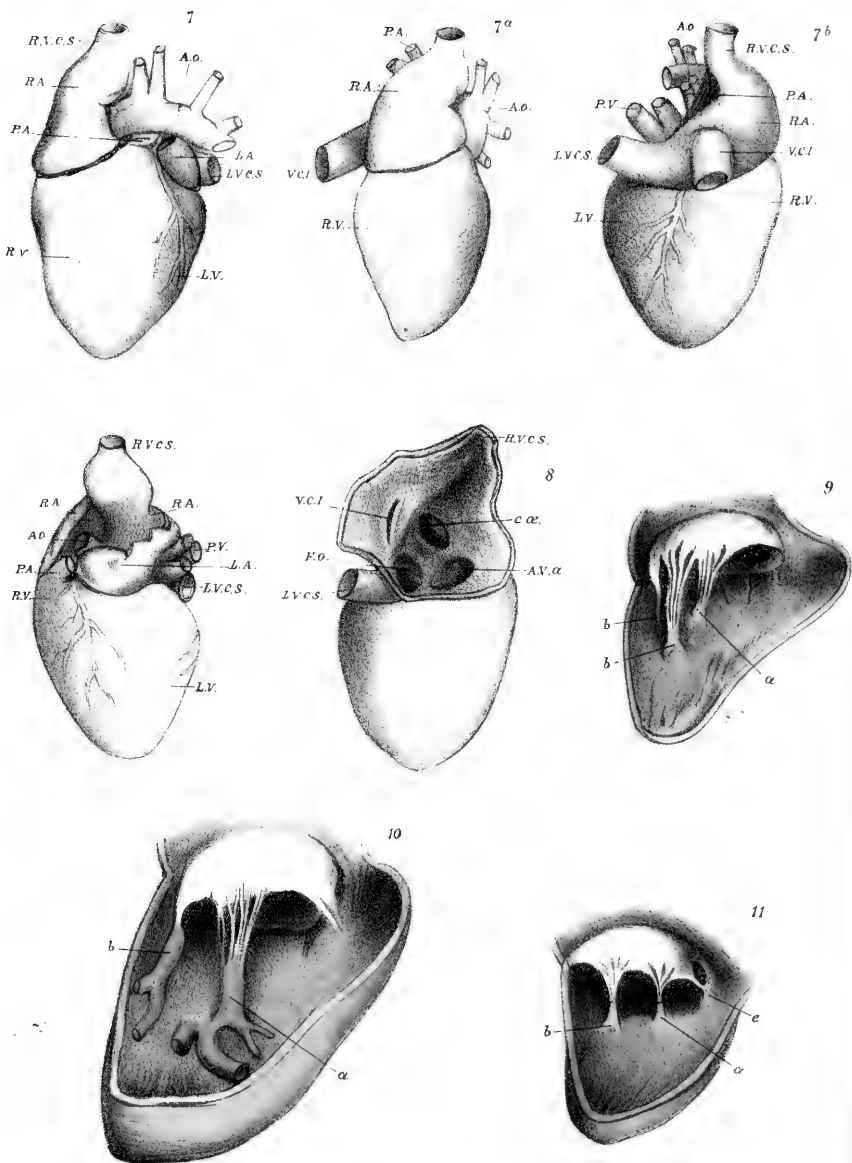 7
R.V.C.S.
A.o.
R.A.
P.A.
L.A
L.V.C.S.
R.V
L.V.
7a
P.A.
R.A.
A.o.
V.C.I
R.V.
7b
A.o
R.V.C.S.
P.V.
P.A.
R.A.
L.V.C.S.
V.C.I
L.V.
R.V.
R.V.C.S.
R.A
R.A.
A.o
P.V.
P.A.
L.A.
R.V.
L.V.C.S.
L.V.
8
R.V.C.S.
V.C.I
c œ.
F.O.
A.V.a
L.V.C.S.
9
b
b
a
10
b
a
11
b
e
a